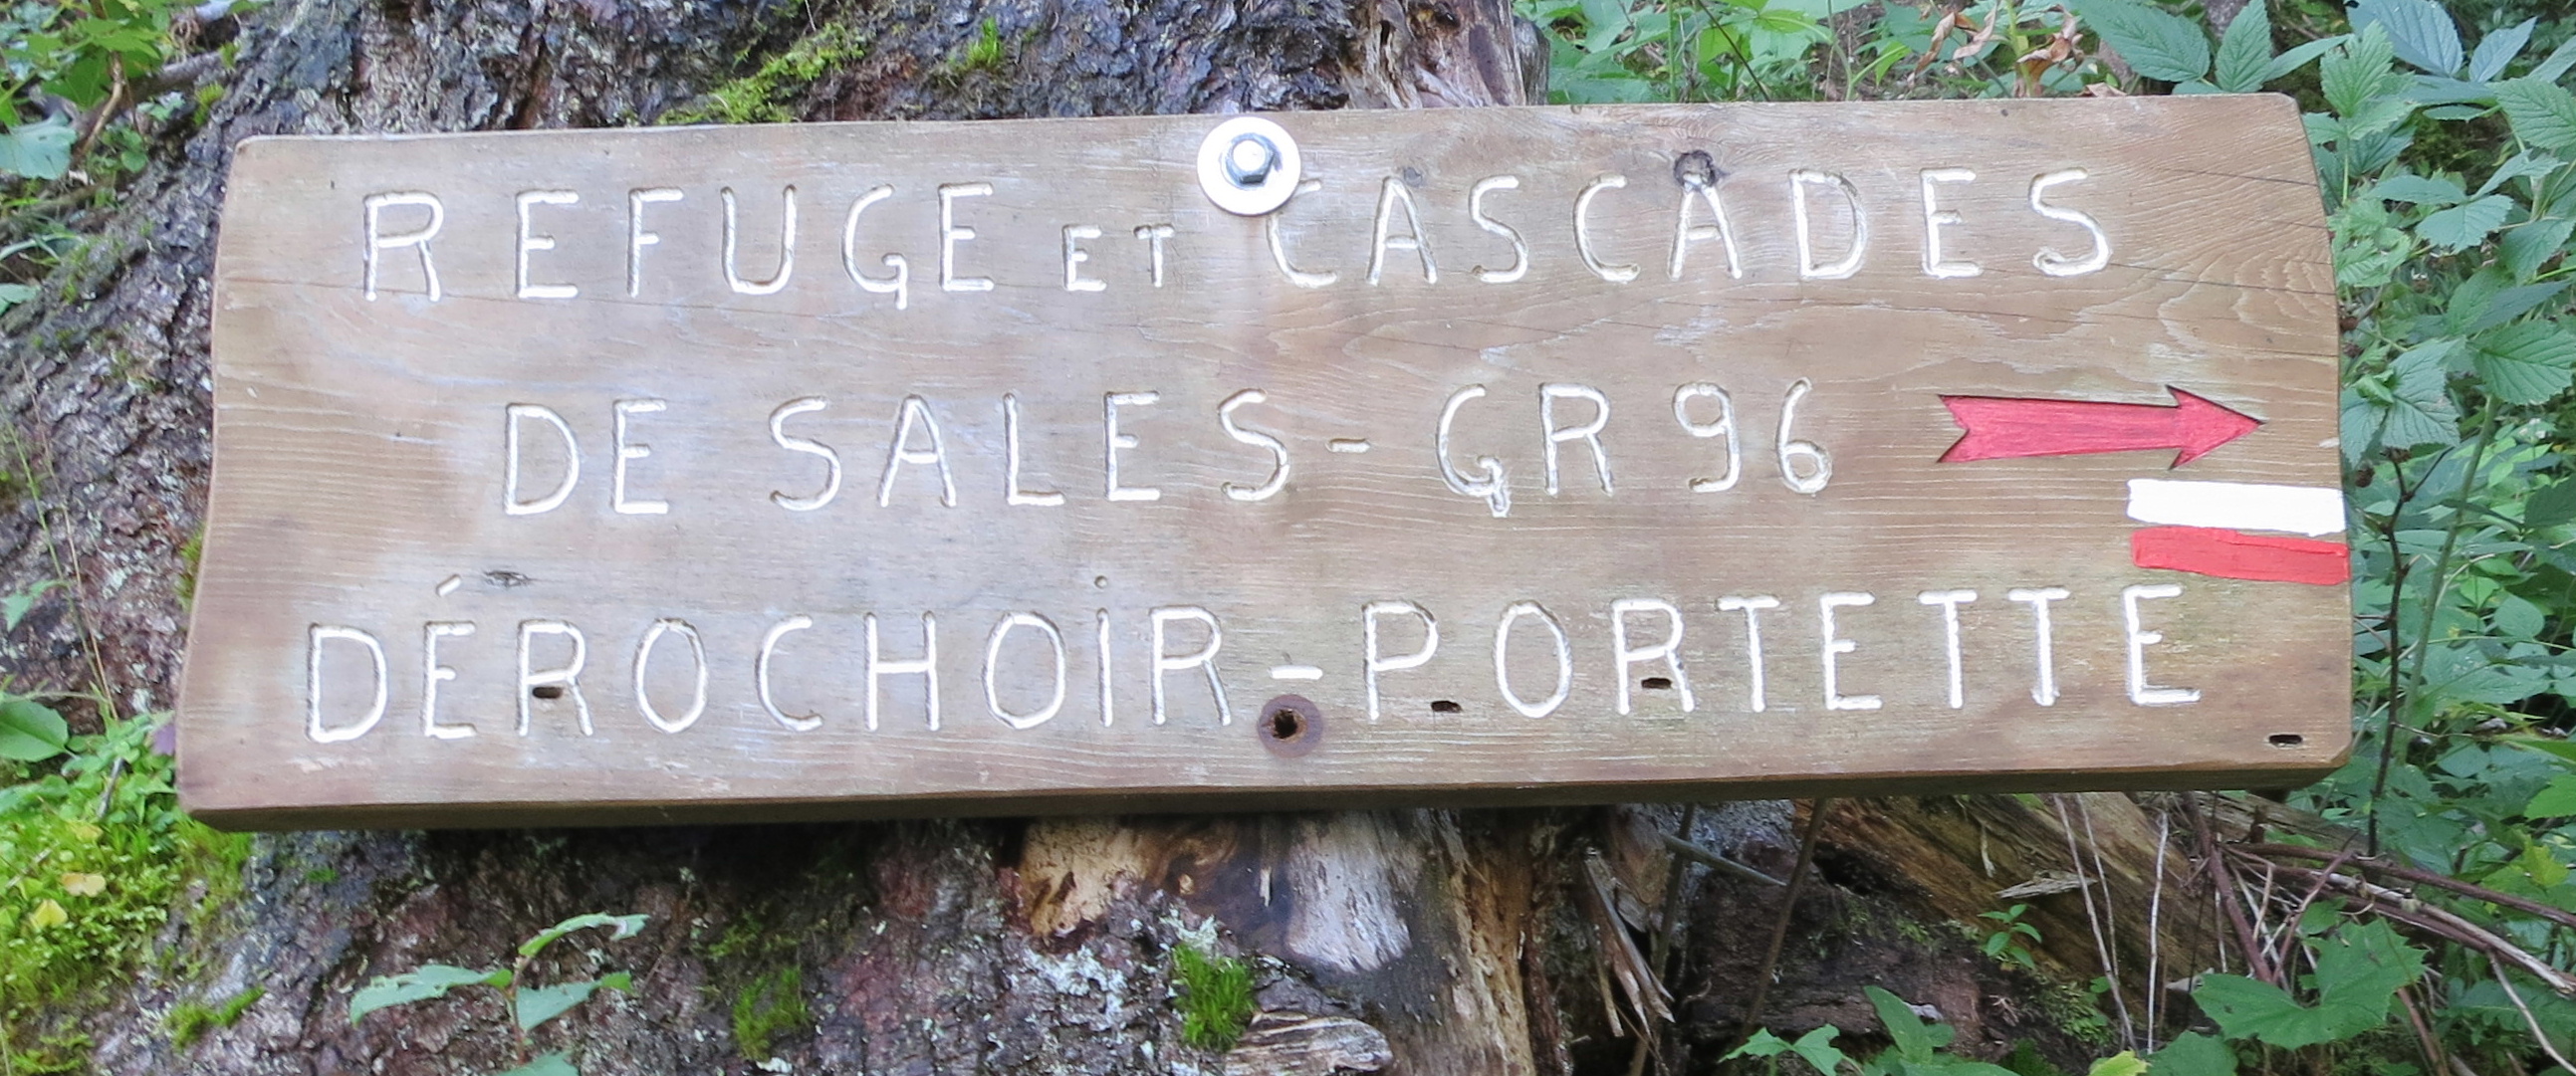 REFUGE ET CASCADES
DE SALES - GR 96
DÉROCHOIR - PORTETTE